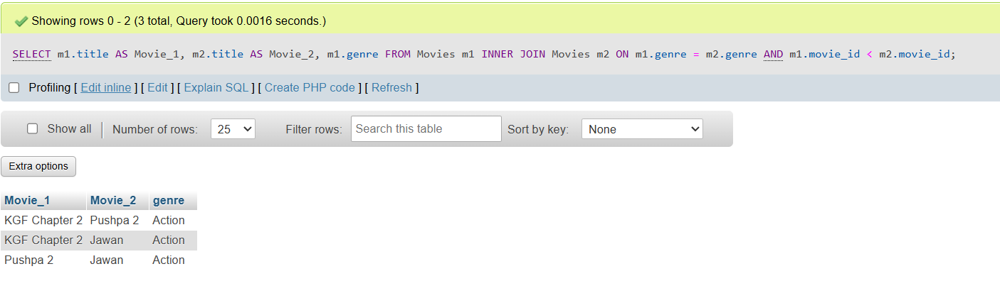 Showing rows 0 - 2 (3 total, Query took 0.0016 seconds.)
SELECT m1.title AS Movie_1, m2.title AS Movie_2, m1.genre FROM Movies m1 INNER JOIN Movies m2 ON m1.genre = m2.genre AND m1.movie_id < m2.movie_id;
Profiling [ Edit inline ] [ Edit ] [ Explain SQL ] [ Create PHP code ] [ Refresh ]
Show all Number of rows: 25 Filter rows: Search this table Sort by key: None
Extra options
Movie_1 Movie_2 genre
KGF Chapter 2 Pushpa 2 Action
KGF Chapter 2 Jawan Action
Pushpa 2 Jawan Action